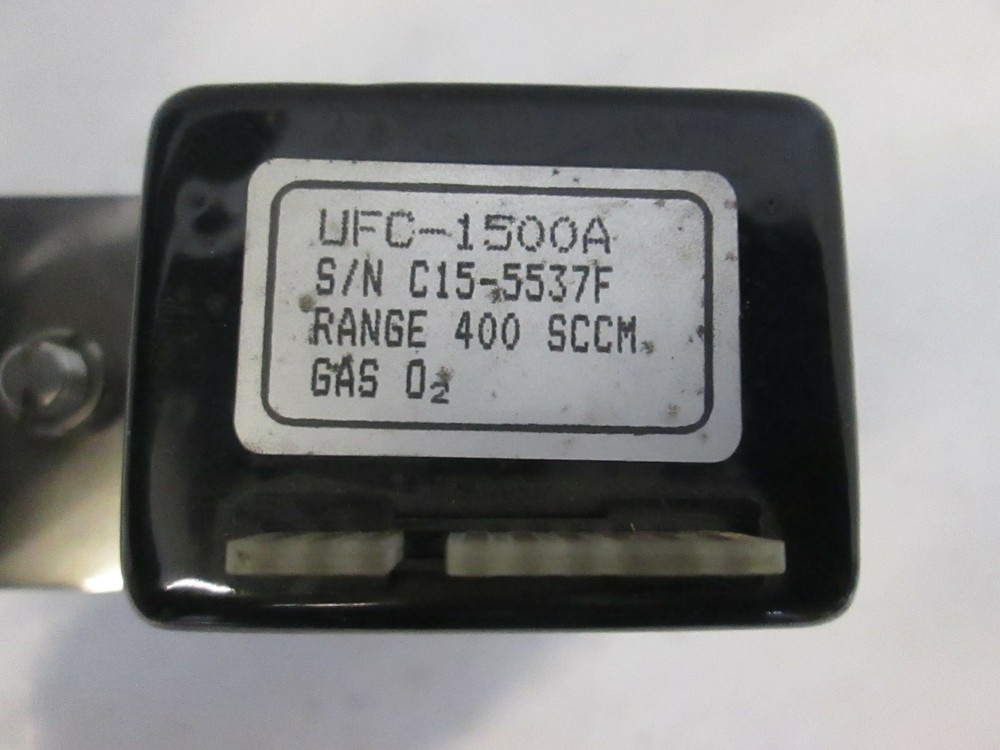 UFC-1500A
S/N C15-5537F
RANGE 400 SCCM
GAS O₂